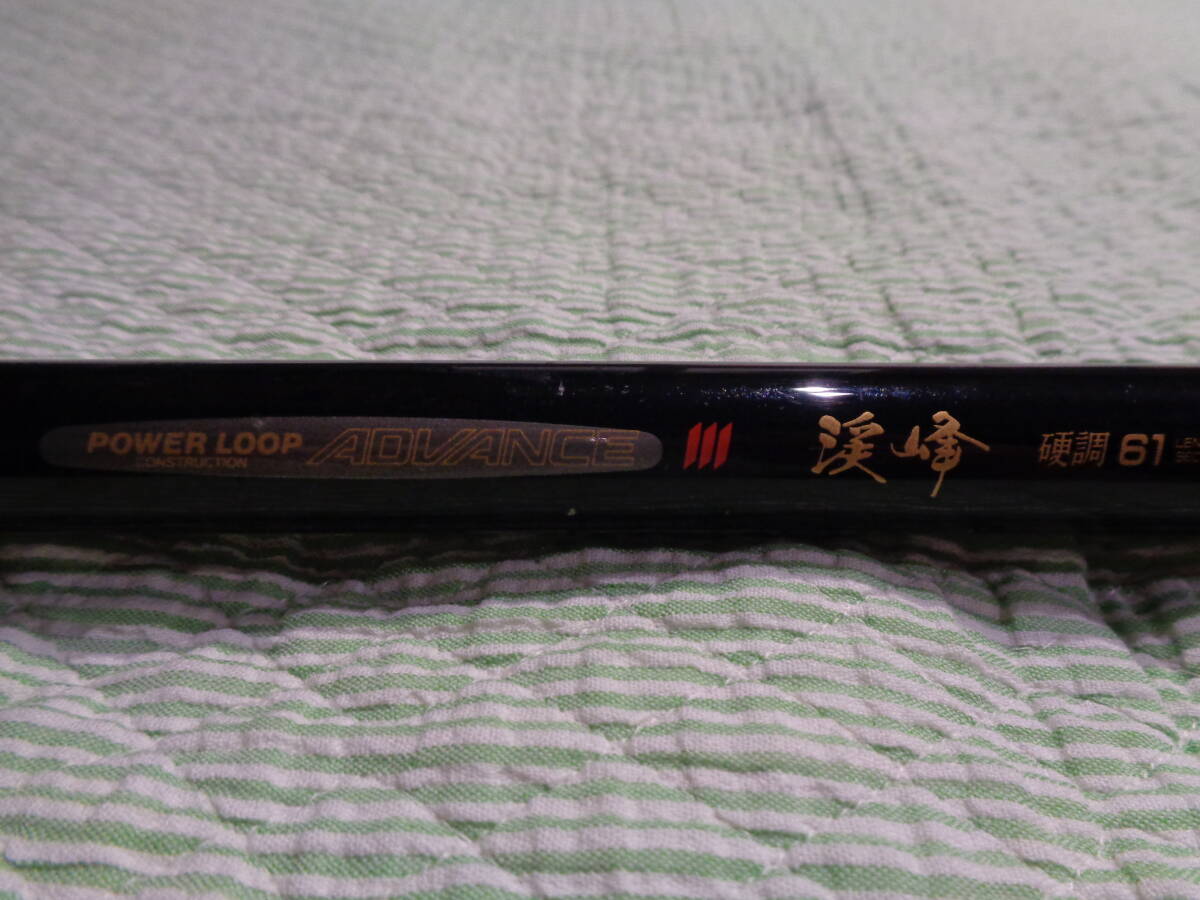 POWER LOOP
CONSTRUCTION
ADVANCE
渓峰 硬調 61